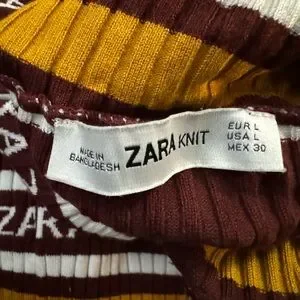 MADE IN
BANGLADESH
ZARA KNIT
EUR L
USA L
MEX 30
ZAR